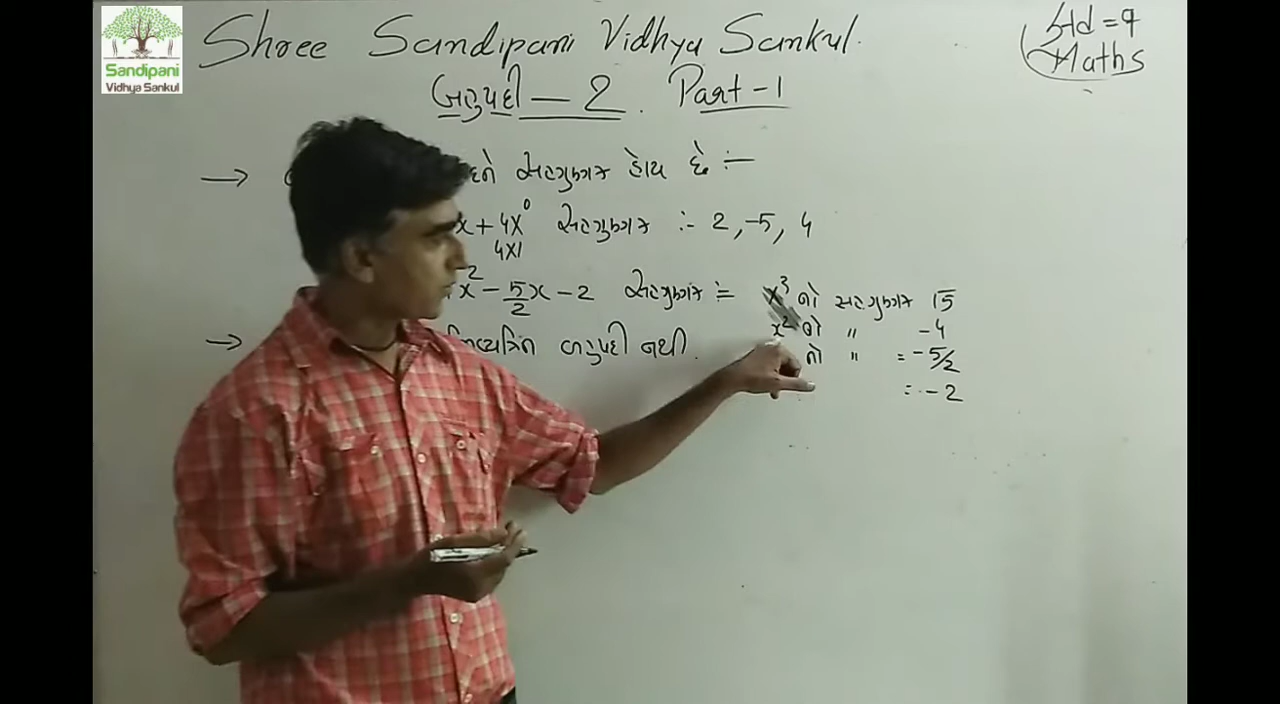 Sandipani
Vidhya Sankul
Shree Sandipani Vidhya Sankul.
Std = 9
Maths
બહુપદી — 2. Part - 1
→ સહગુણક હોય છે :—
x + 4x⁰ સહગુણક :- 2, -5, 4
4x1
x² - 5/2 x - 2 સહગુણક := x³ નો સહગુણક 15
x² નો " -4
→ બહુપદી નથી.
નો " = -5/2
= - 2